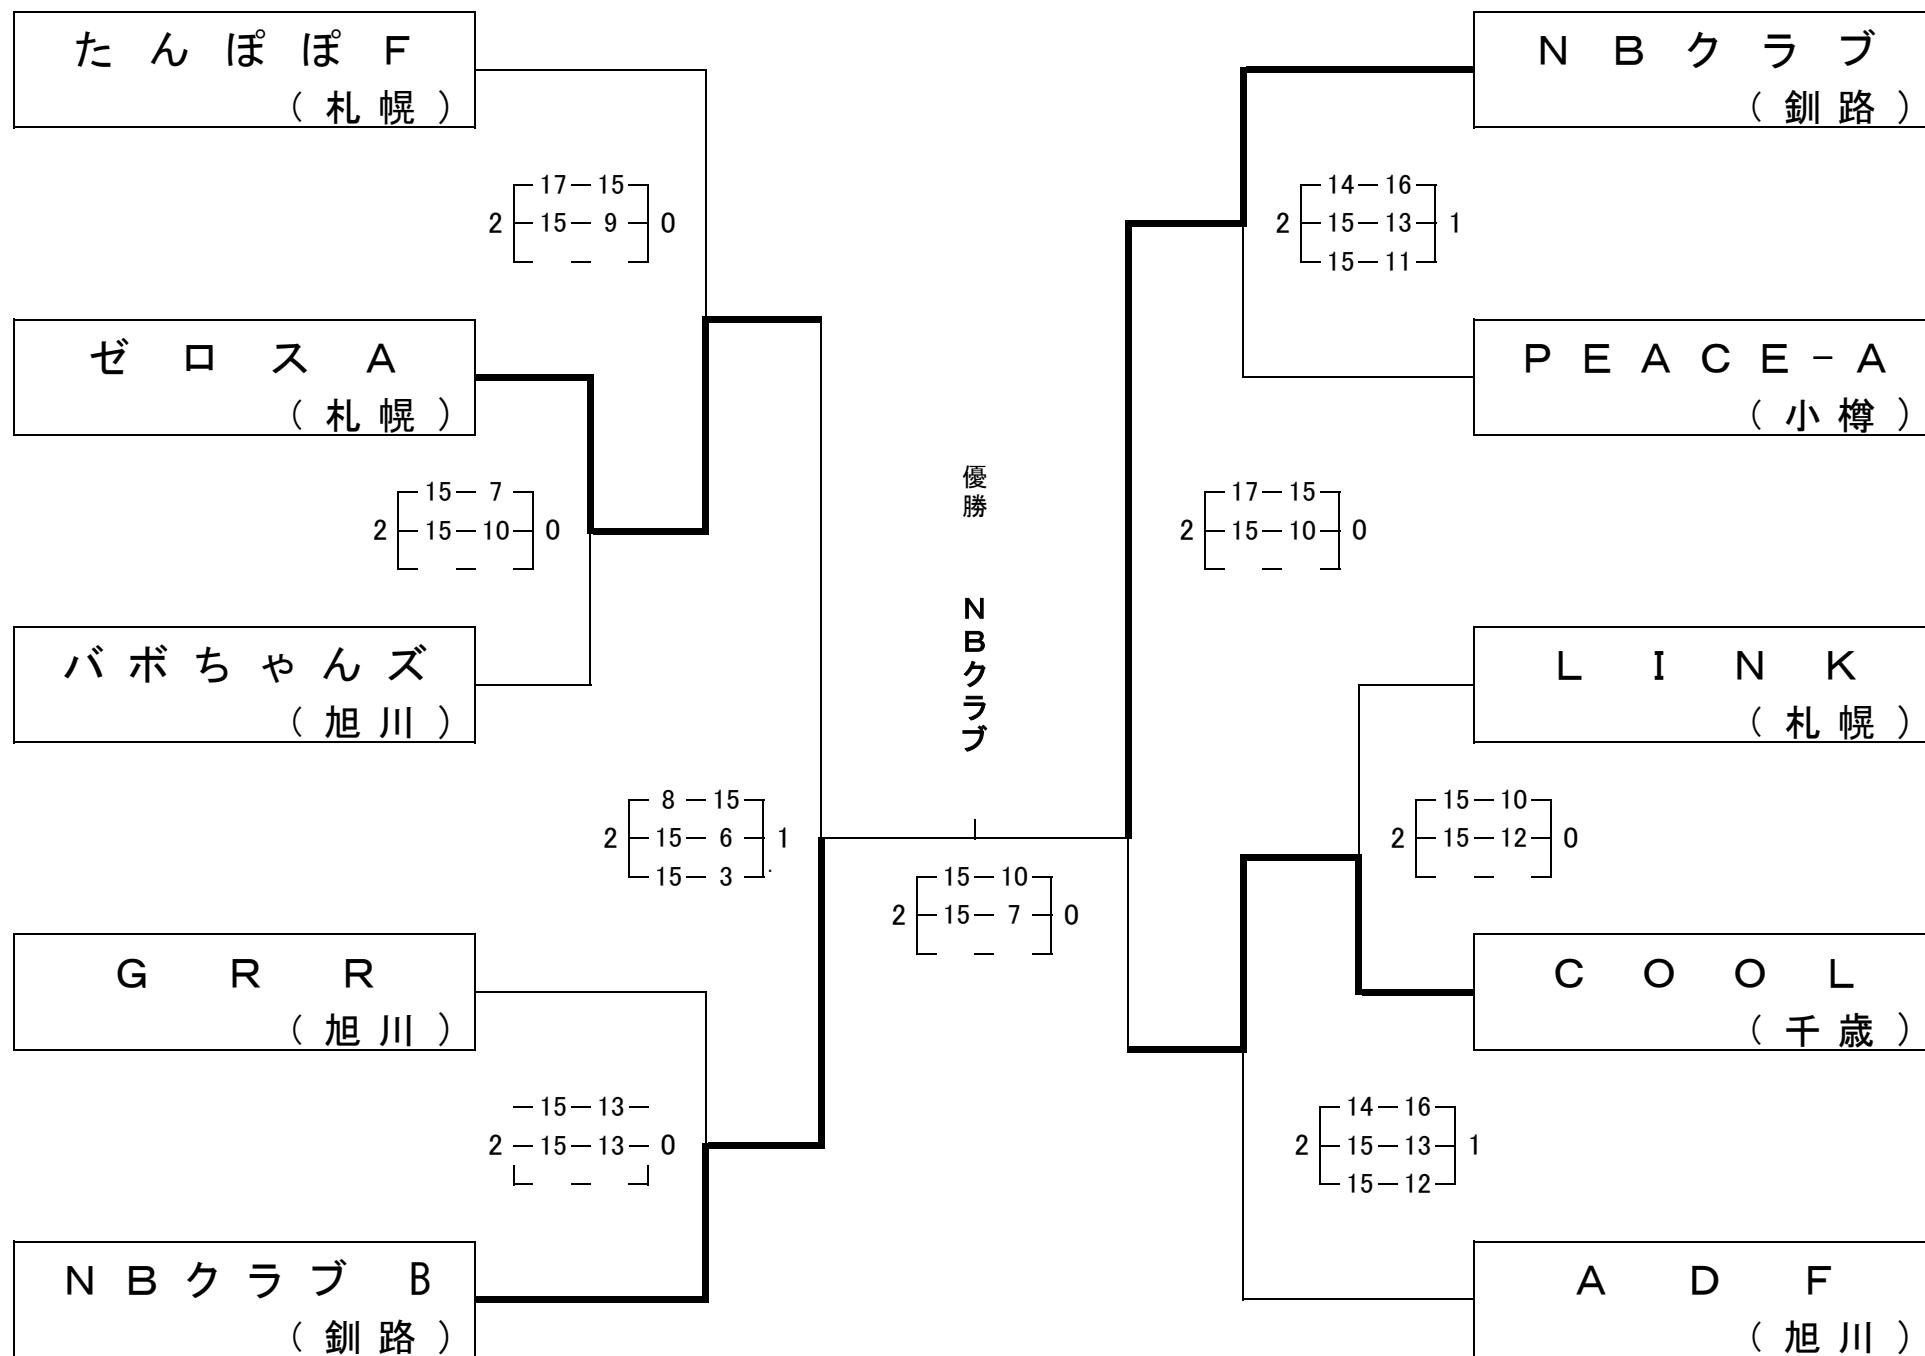 たんぽぽF
（札幌）
17―15
2 15― 9 0
―
ゼロスA
（札幌）
15― 7
2 15―10 0
―
バボちゃんズ
（旭川）
8 ―15
2 15― 6 1
15― 3
GRR
（旭川）
15―13
2 15―13 0
―
NBクラブ B
（釧路）
優勝
NBクラブ
15―10
2 15― 7 0
―
NBクラブ
（釧路）
14―16
2 15―13 1
15―11
PEACE-A
（小樽）
17―15
2 15―10 0
―
LINK
（札幌）
15―10
2 15―12 0
―
COOL
（千歳）
14―16
2 15―13 1
15―12
ADF
（旭川）